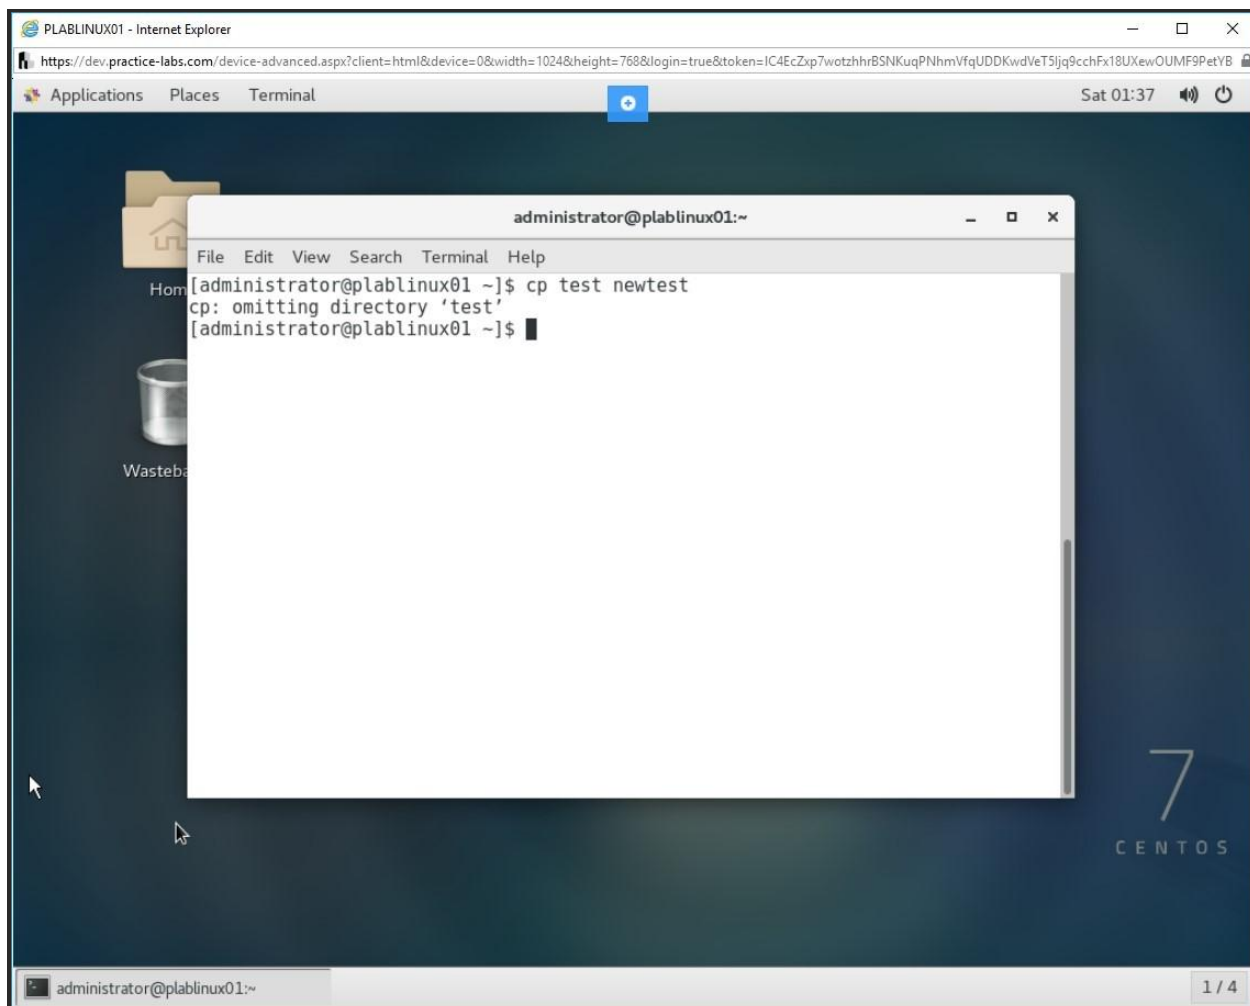 PLABLINUX01 - Internet Explorer
https://dev.practice-labs.com/device-advanced.aspx?client=html&device=0&width=1024&height=768&login=true&token=IC4EcZxp7wotzhhrBSNKuqPNhmVfqUDDKwdVeT5ljq9cchFx18UXewOUMF9PetYB
Applications Places Terminal Sat 01:37
administrator@plablinux01:~
File Edit View Search Terminal Help
[administrator@plablinux01 ~]$ cp test newtest
cp: omitting directory ‘test’
[administrator@plablinux01 ~]$
Hom
Wasteba
7
CENTOS
administrator@plablinux01:~ 1 / 4